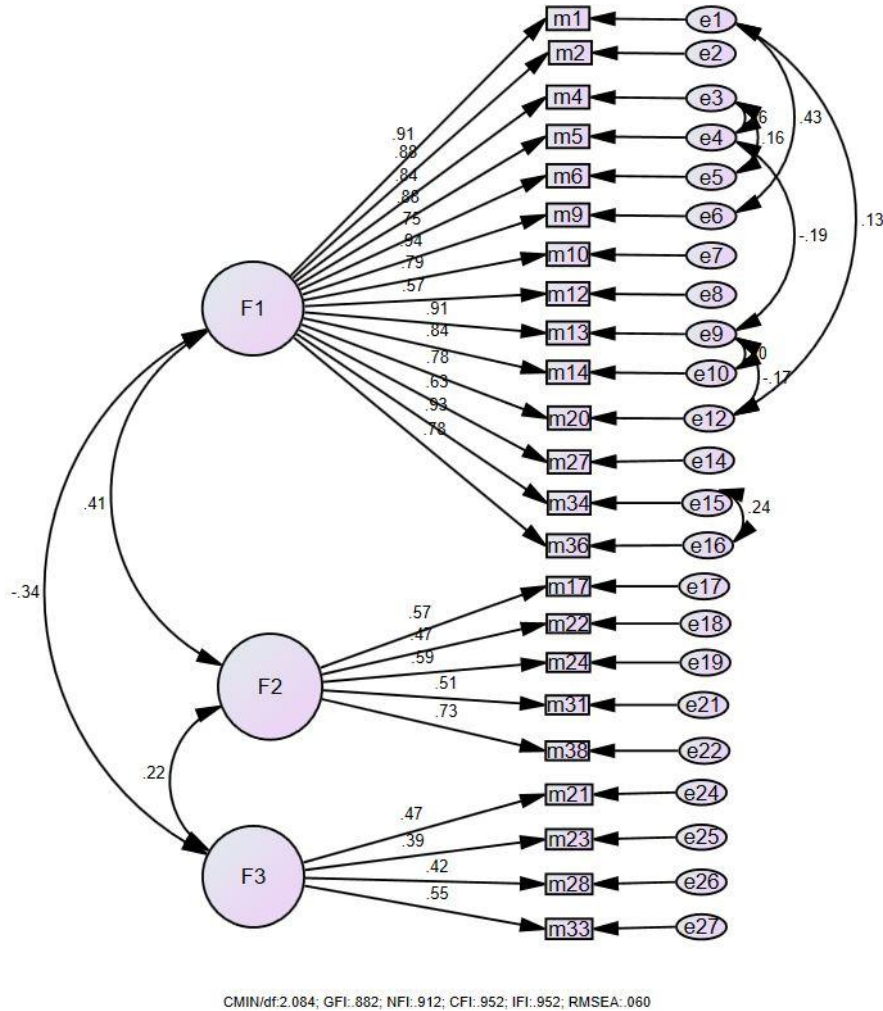 m1 e1
m2 e2
m4 e3
m5 e4
m6 e5
m9 e6
m10 e7
m12 e8
m13 e9
m14 e10
m20 e12
m27 e14
m34 e15
m36 e16
.91
.88
.84
.88
.75
.94
.79
.57
.91
.84
.78
.63
.93
.78
.43
.16
-.19
.13
-.17
.24
F1
.41
-.34
m17 e17
m22 e18
m24 e19
m31 e21
m38 e22
.57
.47
.59
.51
.73
F2
.22
m21 e24
m23 e25
m28 e26
m33 e27
.47
.39
.42
.55
F3
CMIN/df:2.084; GFI:.882; NFI:.912; CFI:.952; IFI:.952; RMSEA:.060